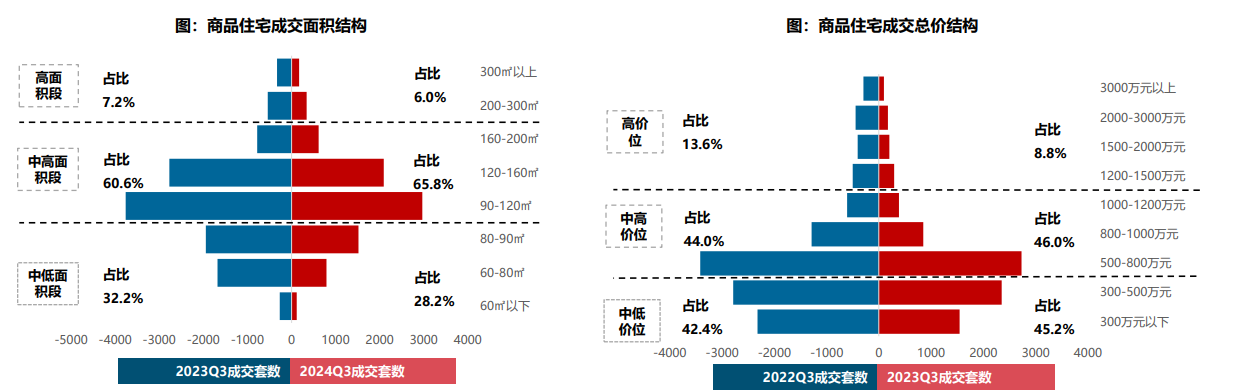 图：商品住宅成交面积结构
高面
积段
占比
7.2%
占比
6.0%
300㎡以上
200-300㎡
中高面
积段
占比
60.6%
占比
65.8%
160-200㎡
120-160㎡
90-120㎡
中低面
积段
占比
32.2%
占比
28.2%
80-90㎡
60-80㎡
60㎡以下
-5000 -4000 -3000 -2000 -1000 0 1000 2000 3000 4000
2023Q3成交套数 2024Q3成交套数
图：商品住宅成交总价结构
高价
位
占比
13.6%
占比
8.8%
3000万元以上
2000-3000万元
1500-2000万元
1200-1500万元
中高
价位
占比
44.0%
占比
46.0%
1000-1200万元
800-1000万元
500-800万元
中低
价位
占比
42.4%
占比
45.2%
300-500万元
300万元以下
-4000 -3000 -2000 -1000 0 1000 2000 3000 4000
2022Q3成交套数 2023Q3成交套数